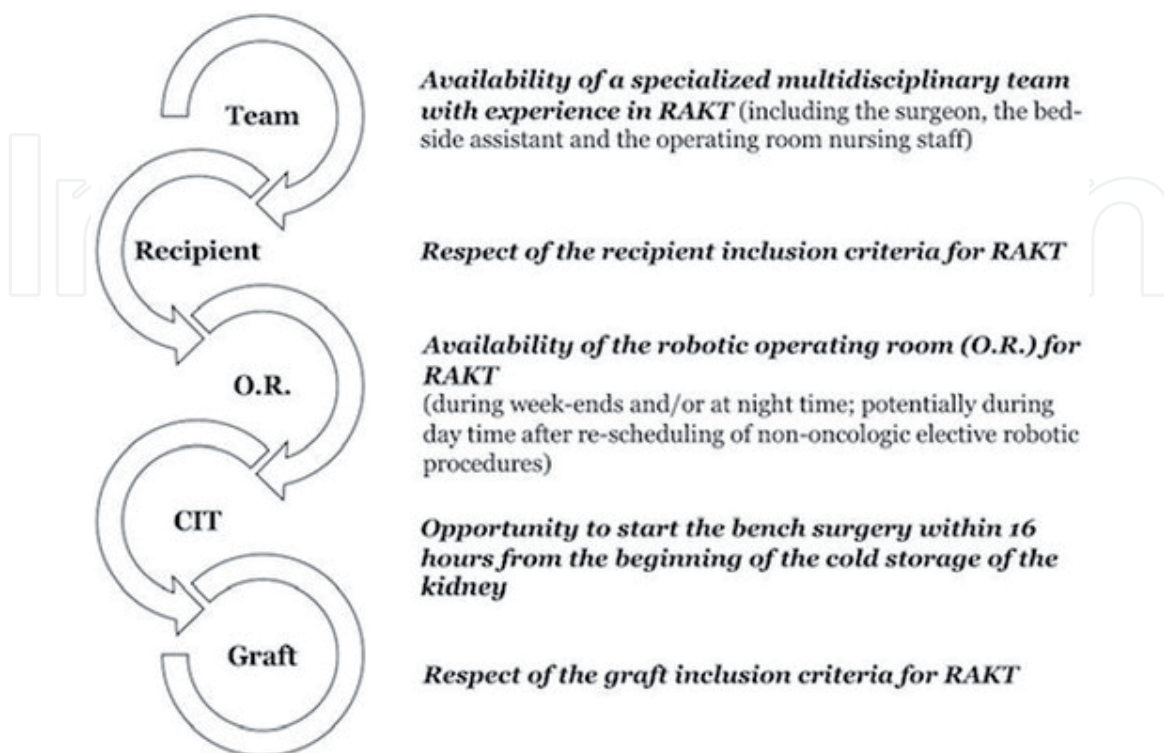 Team
Availability of a specialized multidisciplinary team
with experience in RAKT (including the surgeon, the bed-
side assistant and the operating room nursing staff)
Recipient
Respect of the recipient inclusion criteria for RAKT
O.R.
Availability of the robotic operating room (O.R.) for
RAKT
(during week-ends and/or at night time; potentially during
day time after re-scheduling of non-oncologic elective robotic
procedures)
CIT
Opportunity to start the bench surgery within 16
hours from the beginning of the cold storage of the
kidney
Graft
Respect of the graft inclusion criteria for RAKT